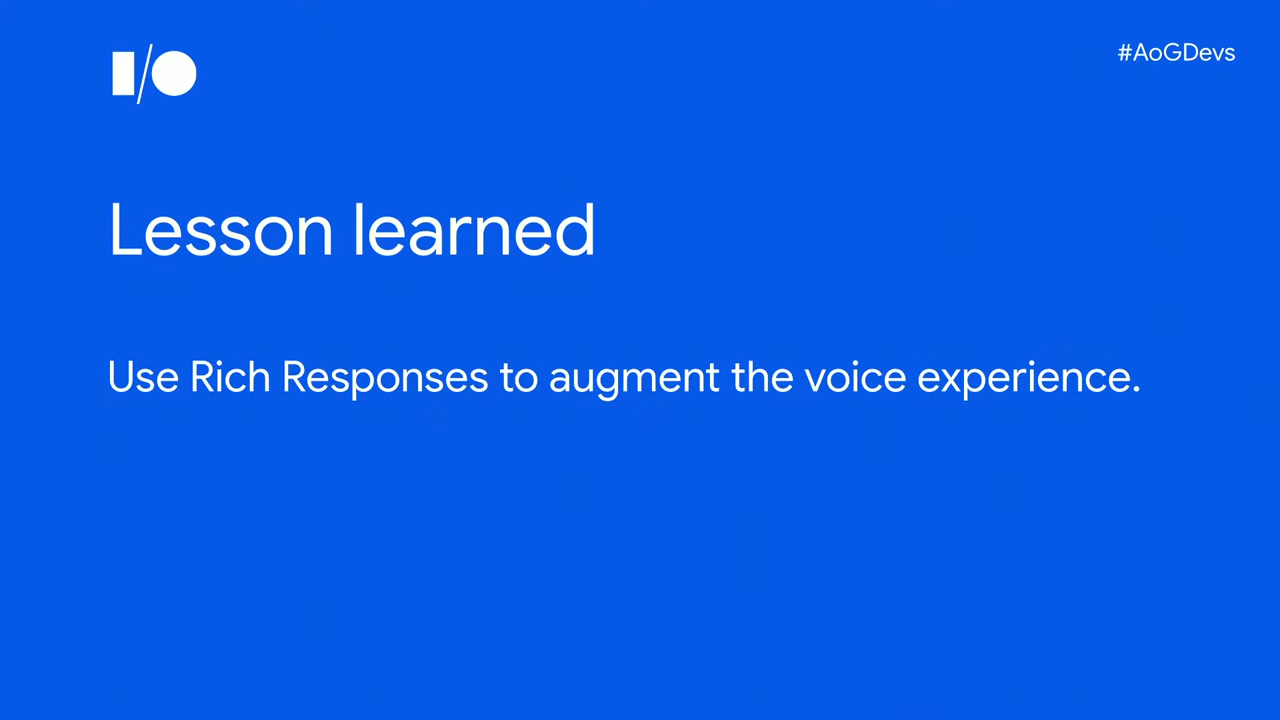 I/O
#AoGDevs
Lesson learned
Use Rich Responses to augment the voice experience.